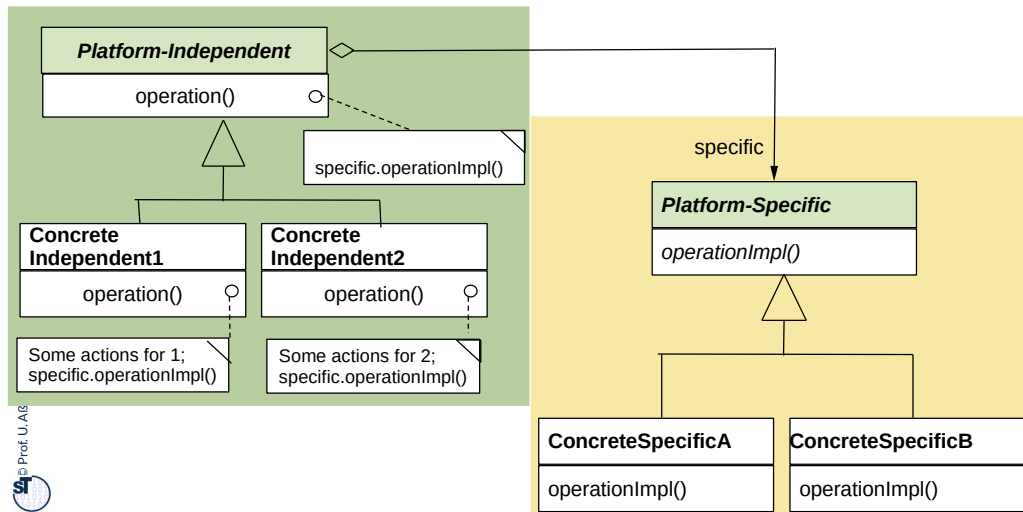 Platform-Independent
operation()
specific.operationImpl()
Concrete
Independent1
operation()
Some actions for 1;
specific.operationImpl()
Concrete
Independent2
operation()
Some actions for 2;
specific.operationImpl()
specific
Platform-Specific
operationImpl()
ConcreteSpecificA
operationImpl()
ConcreteSpecificB
operationImpl()
© Prof. U. Aß
ST